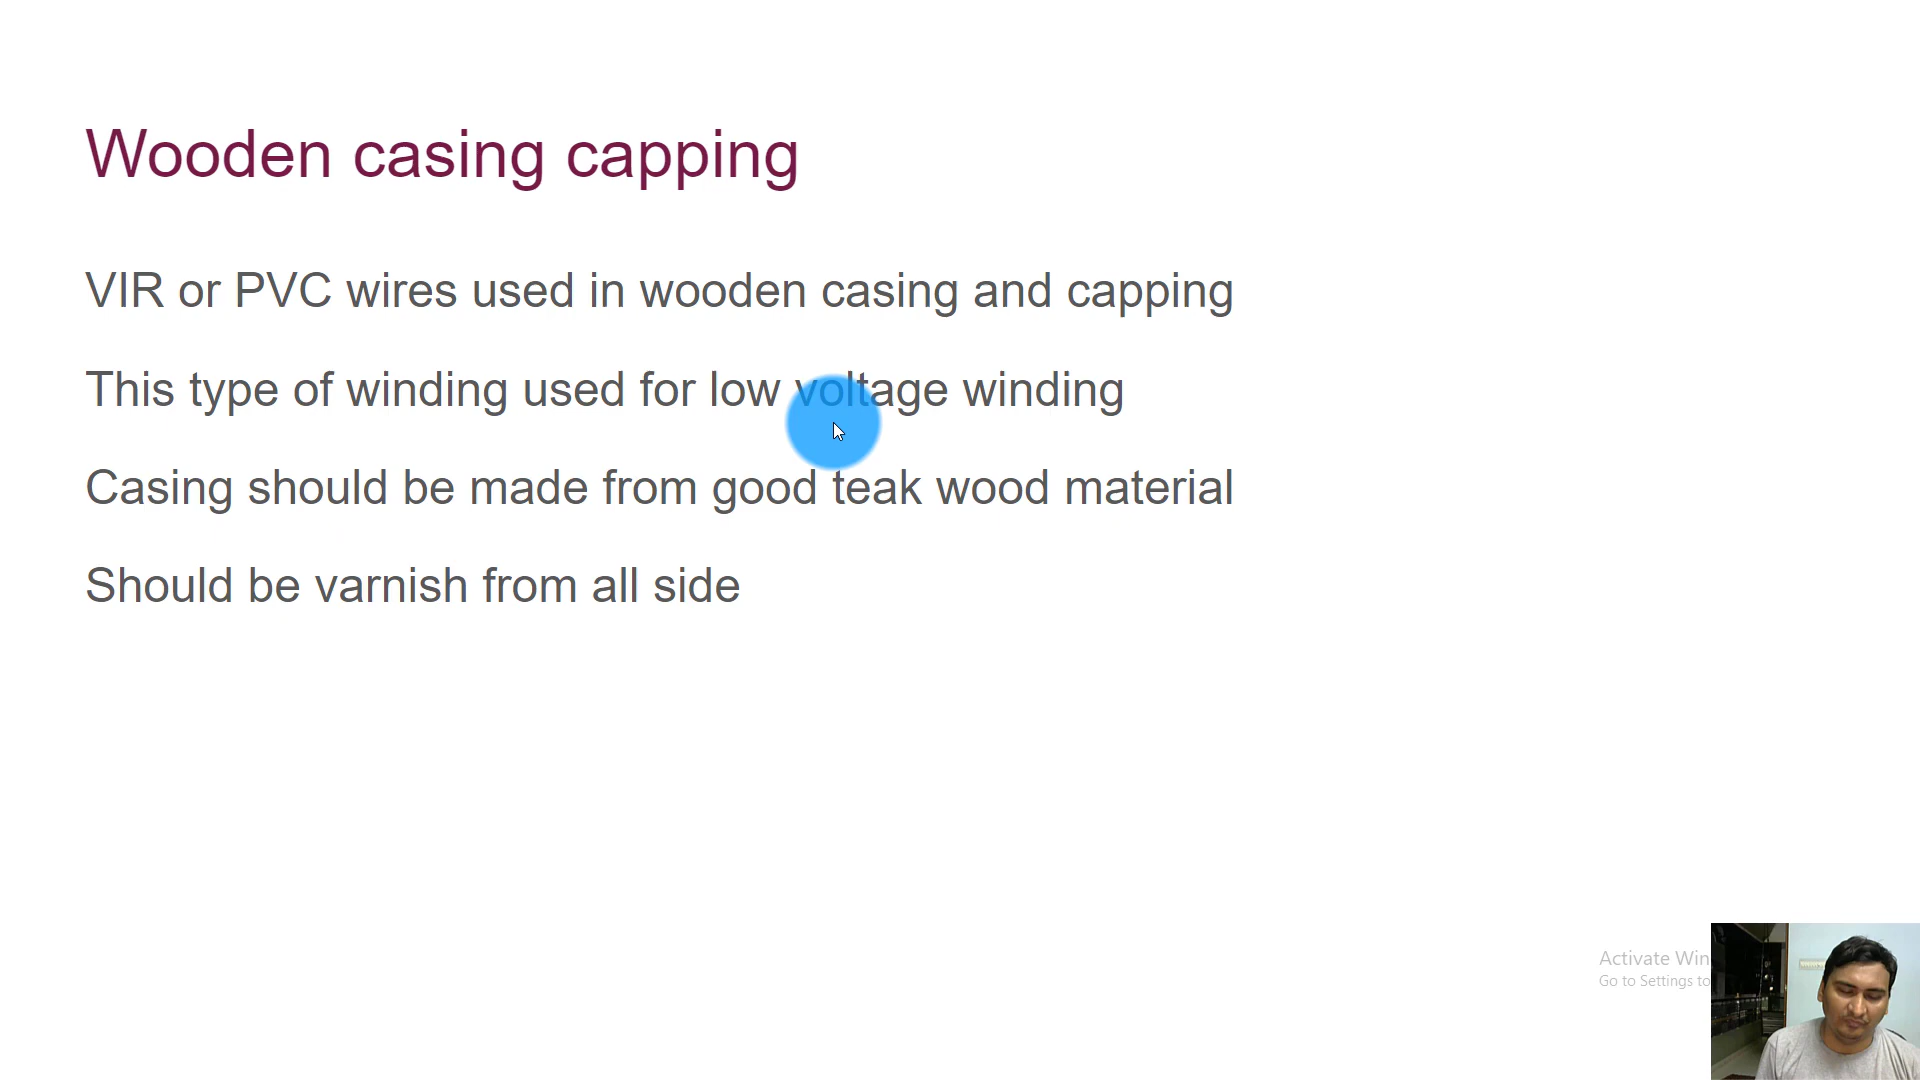 Wooden casing capping
VIR or PVC wires used in wooden casing and capping
This type of winding used for low voltage winding
Casing should be made from good teak wood material
Should be varnish from all side
Activate Win
Go to Settings to